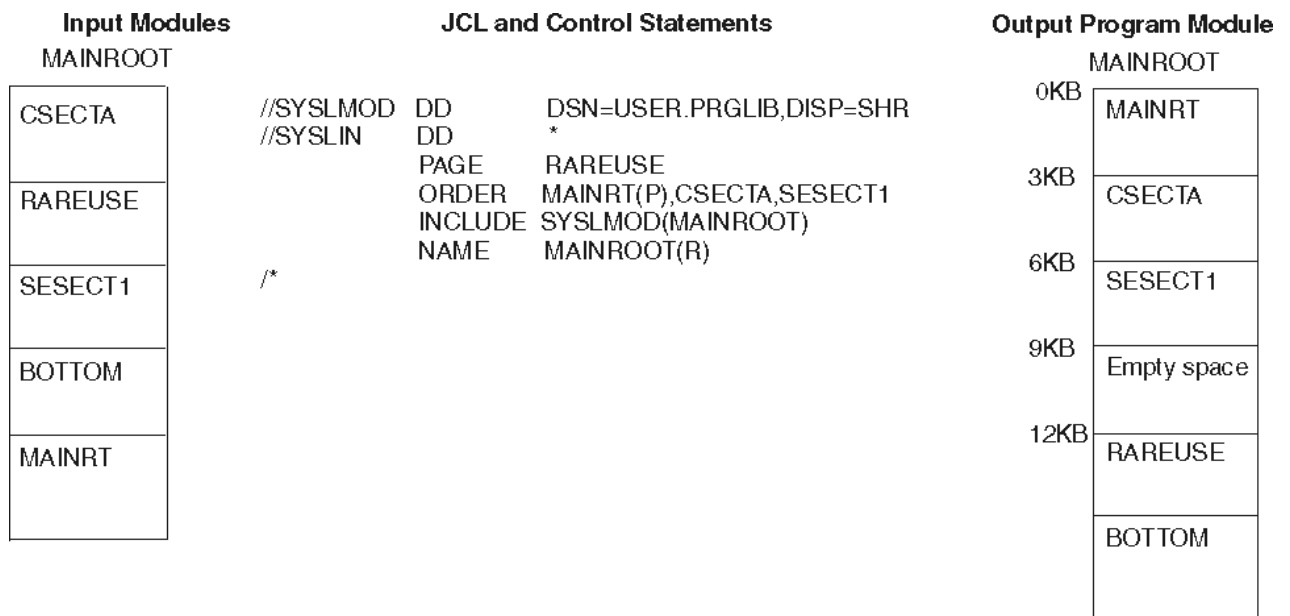 Input Modules
MAINROOT
CSECTA
RAREUSE
SESECT1
BOTTOM
MAINRT
JCL and Control Statements
//SYSLMOD DD DSN=USER.PRGLIB,DISP=SHR
//SYSLIN DD *
PAGE RAREUSE
ORDER MAINRT(P),CSECTA,SESECT1
INCLUDE SYSLMOD(MAINROOT)
NAME MAINROOT(R)
/*
Output Program Module
MAINROOT
0KB
MAINRT
3KB
CSECTA
6KB
SESECT1
9KB
Empty space
12KB
RAREUSE
BOTTOM